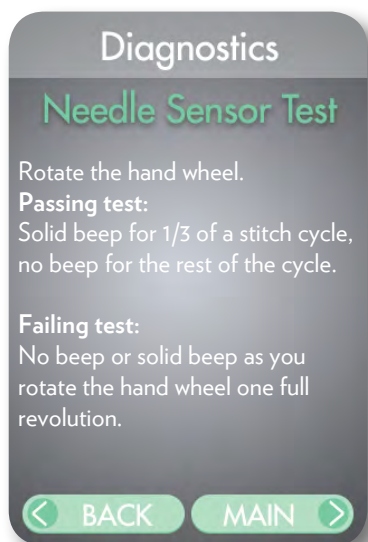 Diagnostics
Needle Sensor Test
Rotate the hand wheel.
Passing test:
Solid beep for 1/3 of a stitch cycle,
no beep for the rest of the cycle.
Failing test:
No beep or solid beep as you
rotate the hand wheel one full
revolution.
BACK MAIN